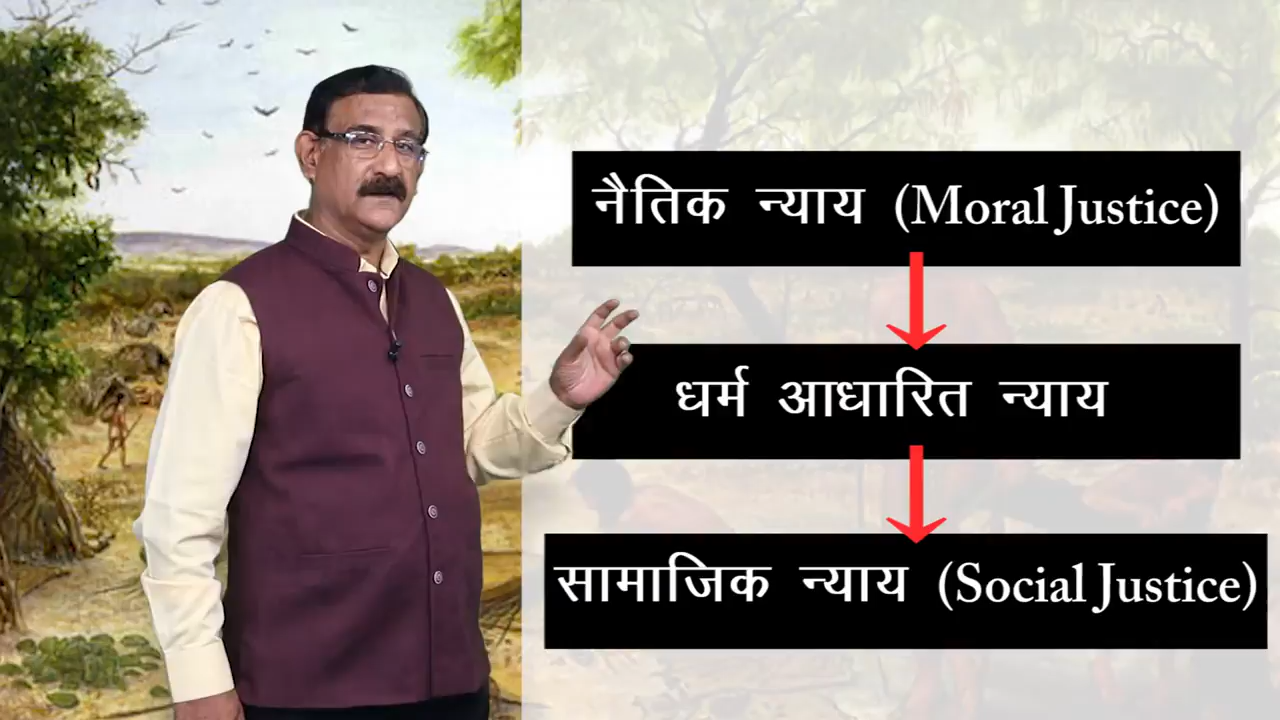 नैतिक न्याय (Moral Justice)
धर्म आधारित न्याय
सामाजिक न्याय (Social Justice)